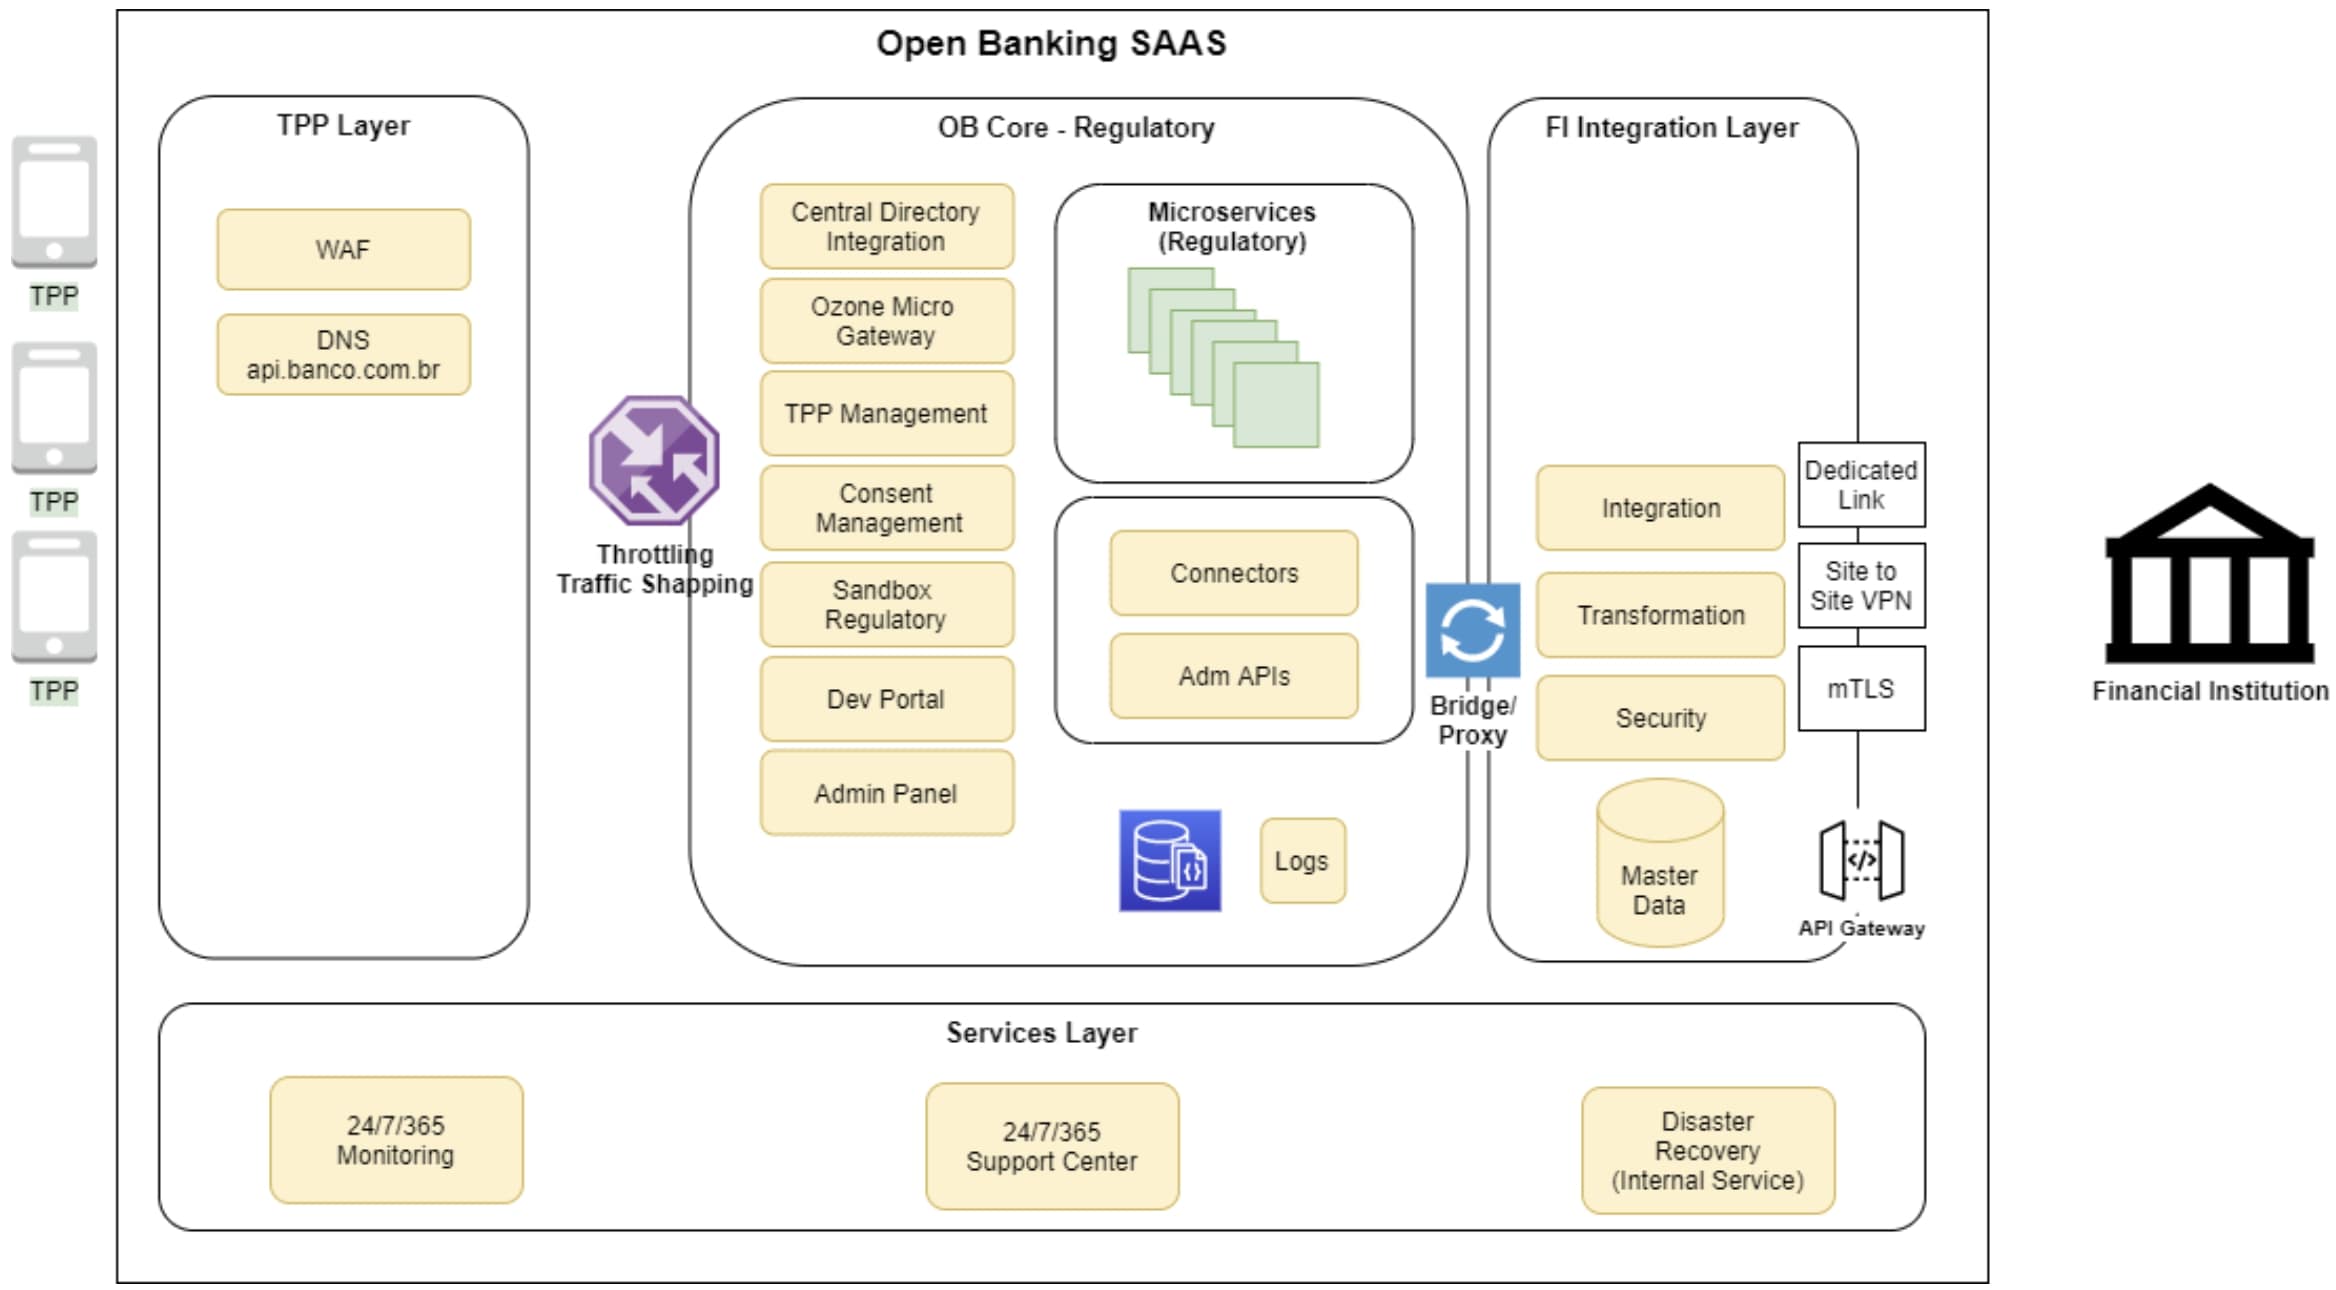 Open Banking SAAS
TPP Layer
WAF
DNS
api.banco.com.br
TPP
TPP
TPP
Throttling
Traffic Shapping
OB Core - Regulatory
Central Directory
Integration
Ozone Micro
Gateway
TPP Management
Consent
Management
Sandbox
Regulatory
Dev Portal
Admin Panel
Microservices
(Regulatory)
Connectors
Adm APIs
Logs
Bridge/
Proxy
FI Integration Layer
Integration
Transformation
Security
Master
Data
Dedicated
Link
Site to
Site VPN
mTLS
API Gateway
Financial Institution
Services Layer
24/7/365
Monitoring
24/7/365
Support Center
Disaster
Recovery
(Internal Service)